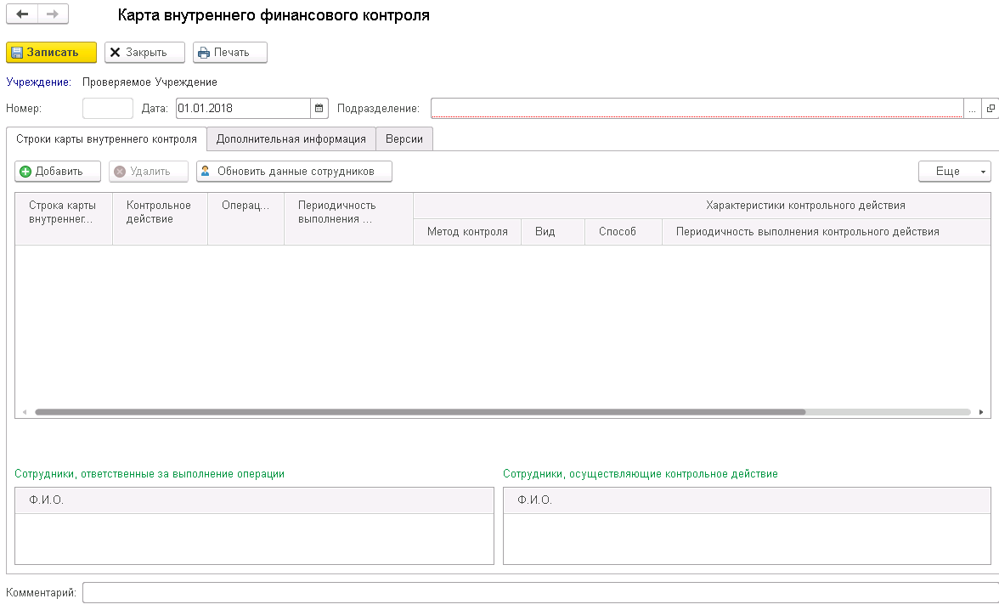 Карта внутреннего финансового контроля
Записать Закрыть Печать
Учреждение: Проверяемое Учреждение
Номер: Дата: 01.01.2018 Подразделение: ...
Строки карты внутреннего контроля Дополнительная информация Версии
Добавить Удалить Обновить данные сотрудников Еще
Строка карты Контрольное Операц... Периодичность Характеристики контрольного действия
внутреннег... действие выполнения ...
Метод контроля Вид Способ Периодичность выполнения контрольного действия
Сотрудники, ответственные за выполнение операции Сотрудники, осуществляющие контрольное действие
Ф.И.О. Ф.И.О.
Комментарий: